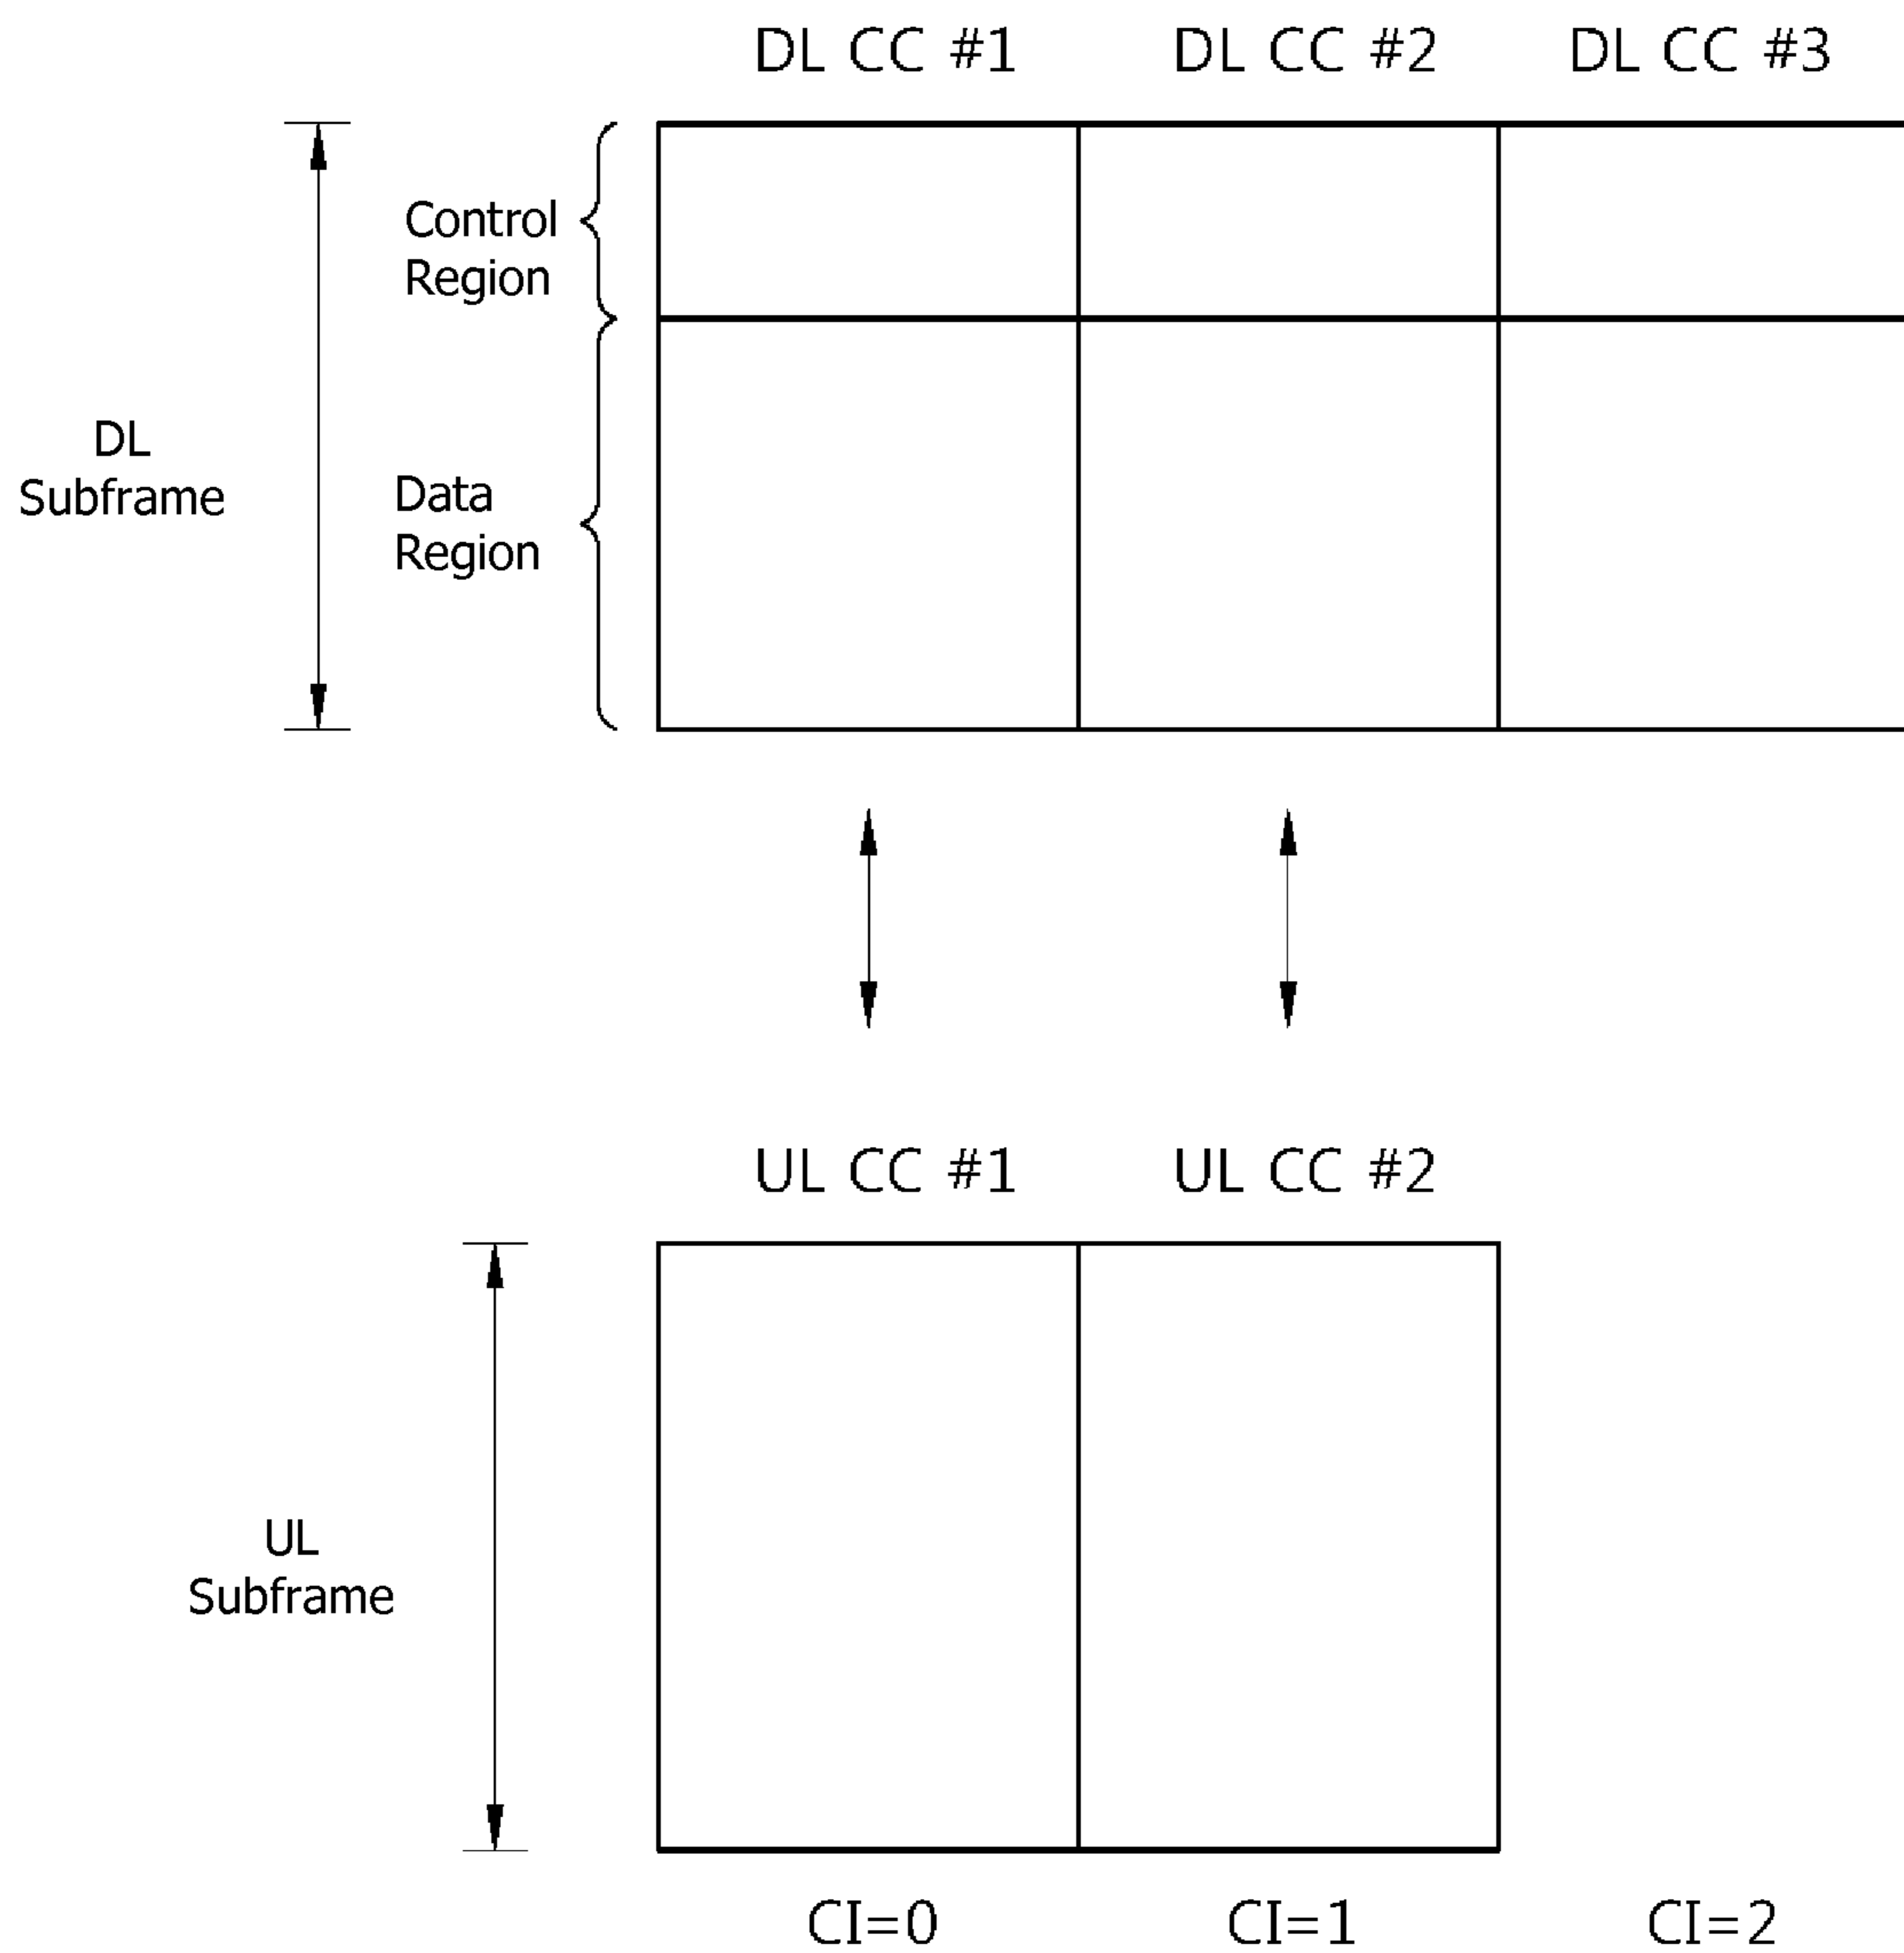 DL CC #1 DL CC #2 DL CC #3
Control
Region
DL
Subframe
Data
Region
UL CC #1 UL CC #2
UL
Subframe
CI=0 CI=1 CI=2